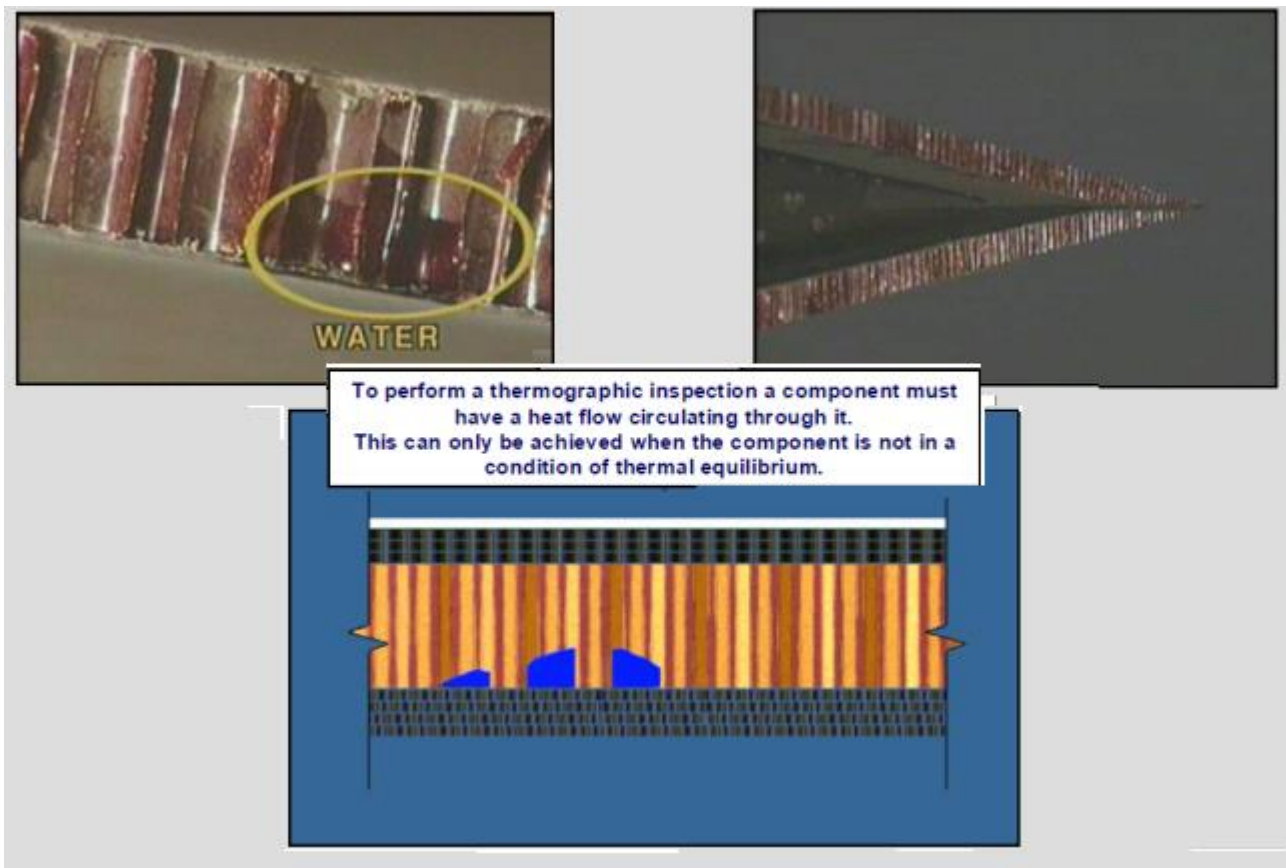 WATER
To perform a thermographic inspection a component must
have a heat flow circulating through it.
This can only be achieved when the component is not in a
condition of thermal equilibrium.